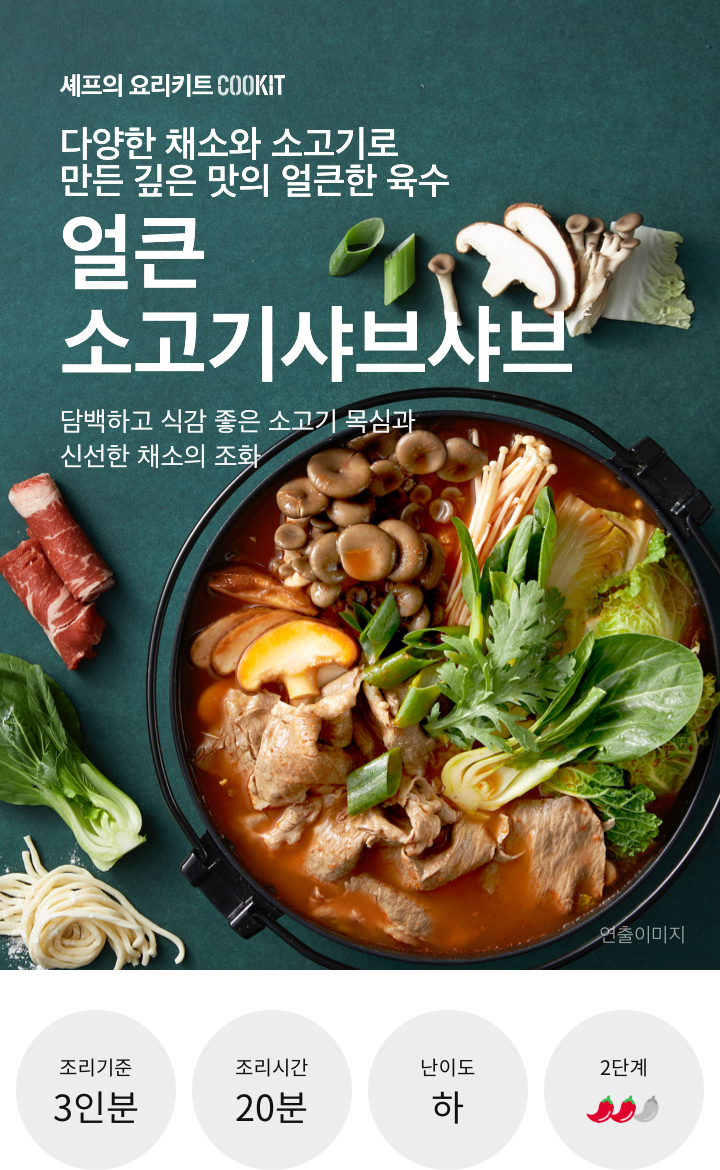 셰프의 요리키트 COOKIT
다양한 채소와 소고기로
만든 깊은 맛의 얼큰한 육수
얼큰
소고기샤브샤브
담백하고 식감 좋은 소고기 목심과
신선한 채소의 조화
연출이미지
조리기준
3인분
조리시간
20분
난이도
하
2단계